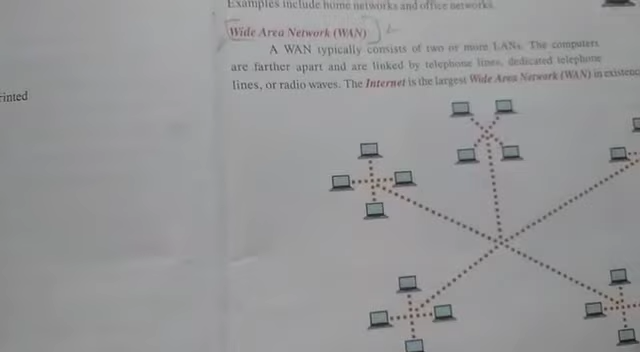 Examples include home networks and office networks.
Wide Area Network (WAN)
A WAN typically consists of two or more LANs. The computers
are farther apart and are linked by telephone lines, dedicated telephone
lines, or radio waves. The Internet is the largest Wide Area Network (WAN) in existenc
rinted